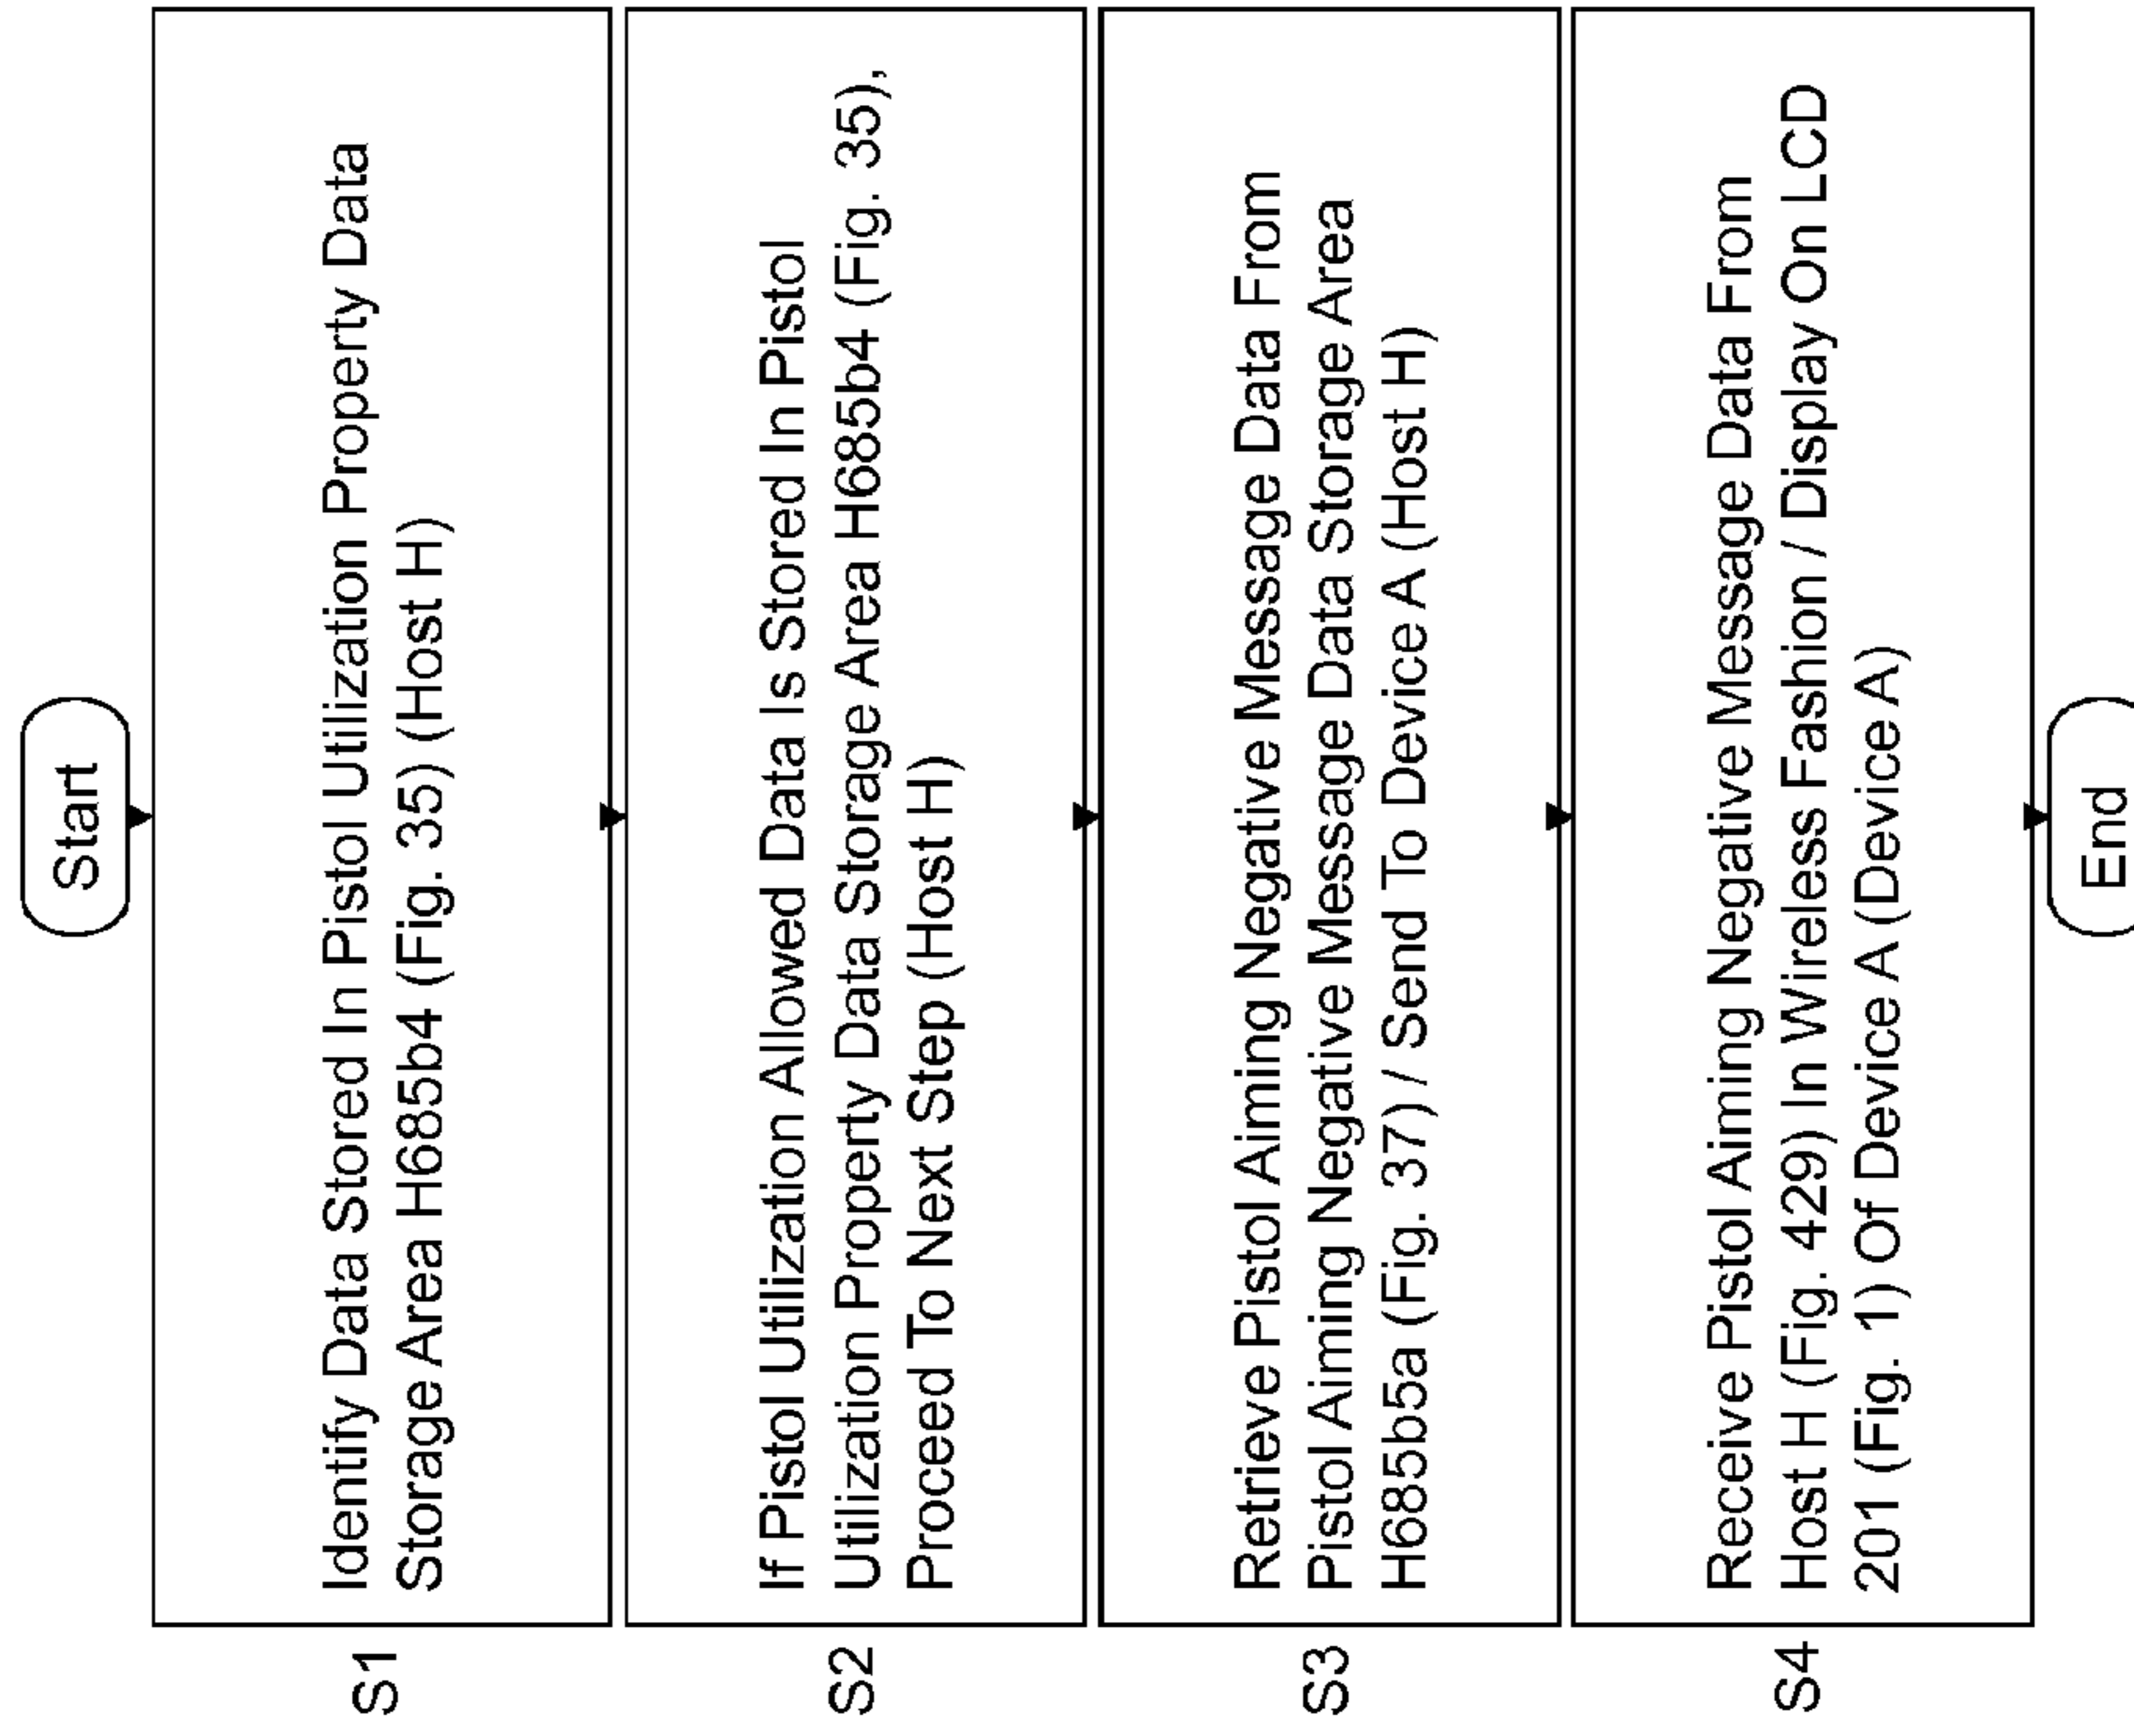 Start
S1
Identify Data Stored In Pistol Utilization Property Data
Storage Area H685b4 (Fig. 35) (Host H)
S2
If Pistol Utilization Allowed Data Is Stored In Pistol
Utilization Property Data Storage Area H685b4 (Fig. 35),
Proceed To Next Step (Host H)
S3
Retrieve Pistol Aiming Negative Message Data From
Pistol Aiming Negative Message Data Storage Area
H685b5a (Fig. 37) / Send To Device A (Host H)
S4
Receive Pistol Aiming Negative Message Data From
Host H (Fig. 429) In Wireless Fashion / Display On LCD
201 (Fig. 1) Of Device A (Device A)
End